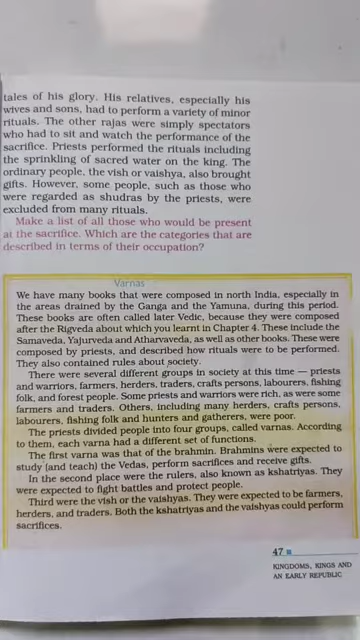 tales of his glory. His relatives, especially his
wives and sons, had to perform a variety of minor
rituals. The other rajas were simply spectators
who had to sit and watch the performance of the
sacrifice. Priests performed the rituals including
the sprinkling of sacred water on the king. The
ordinary people, the vish or vaishya, also brought
gifts. However, some people, such as those who
were regarded as shudras by the priests, were
excluded from many rituals.
Make a list of all those who would be present
at the sacrifice. Which are the categories that are
described in terms of their occupation?
Varnas
We have many books that were composed in north India, especially in
the areas drained by the Ganga and the Yamuna, during this period.
These books are often called later Vedic, because they were composed
after the Rigveda about which you learnt in Chapter 4. These include the
Samaveda, Yajurveda and Atharvaveda, as well as other books. These were
composed by priests, and described how rituals were to be performed.
They also contained rules about society.
There were several different groups in society at this time — priests
and warriors, farmers, herders, traders, crafts persons, labourers, fishing
folk, and forest people. Some priests and warriors were rich, as were some
farmers and traders. Others, including many herders, crafts persons,
labourers, fishing folk and hunters and gatherers, were poor.
The priests divided people into four groups, called varnas. According
to them, each varna had a different set of functions.
The first varna was that of the brahmin. Brahmins were expected to
study (and teach) the Vedas, perform sacrifices and receive gifts.
In the second place were the rulers, also known as kshatriyas. They
were expected to fight battles and protect people.
Third were the vish or the vaishyas. They were expected to be farmers,
herders, and traders. Both the kshatriyas and the vaishyas could perform
sacrifices.
47
KINGDOMS, KINGS AND
AN EARLY REPUBLIC